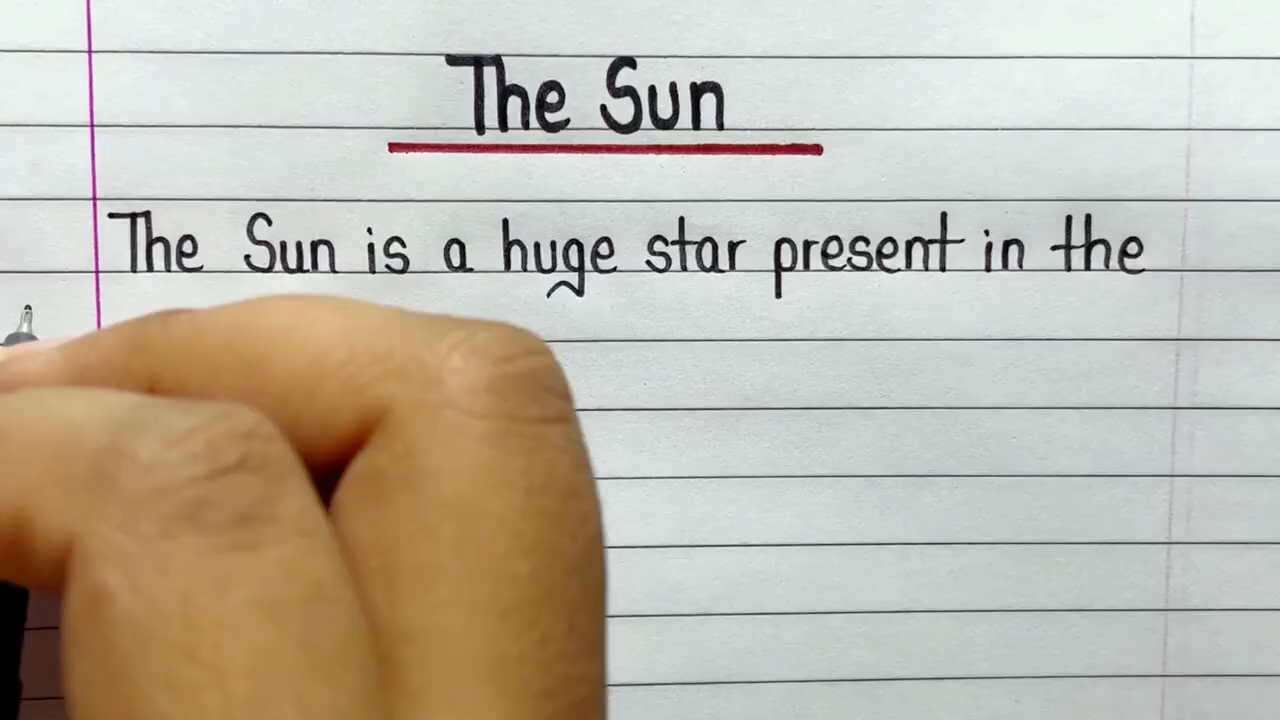 The Sun
The Sun is a huge star present in the